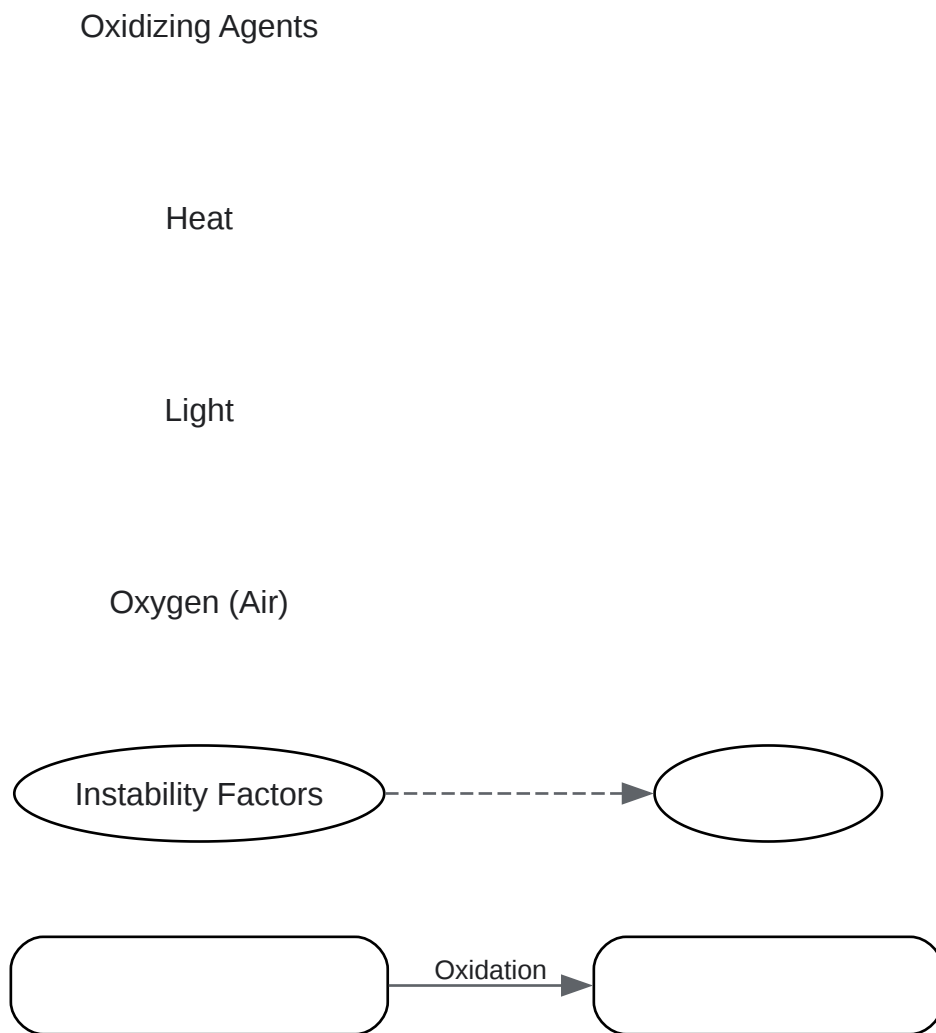 Oxidizing Agents
Heat
Light
Oxygen (Air)
Instability Factors
Oxidation